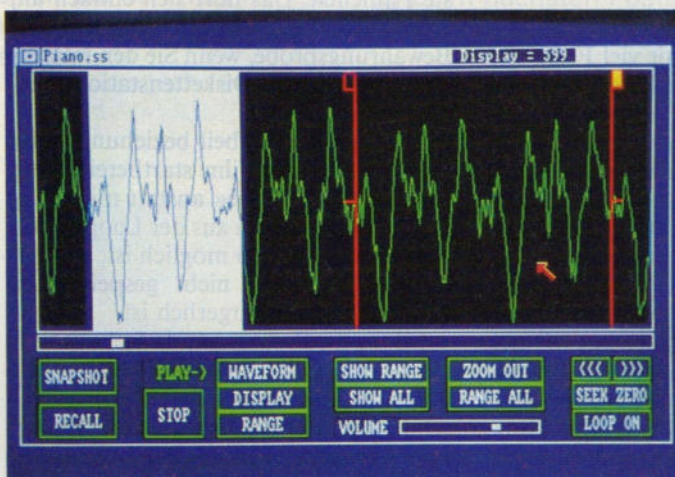 Piano.ss
Display = 599
SNAPSHOT
PLAY->
WAVEFORM
SHOW RANGE
ZOOM OUT
<<< >>>
DISPLAY
SHOW ALL
RANGE ALL
SEEK ZERO
RECALL
STOP
RANGE
VOLUME
LOOP ON